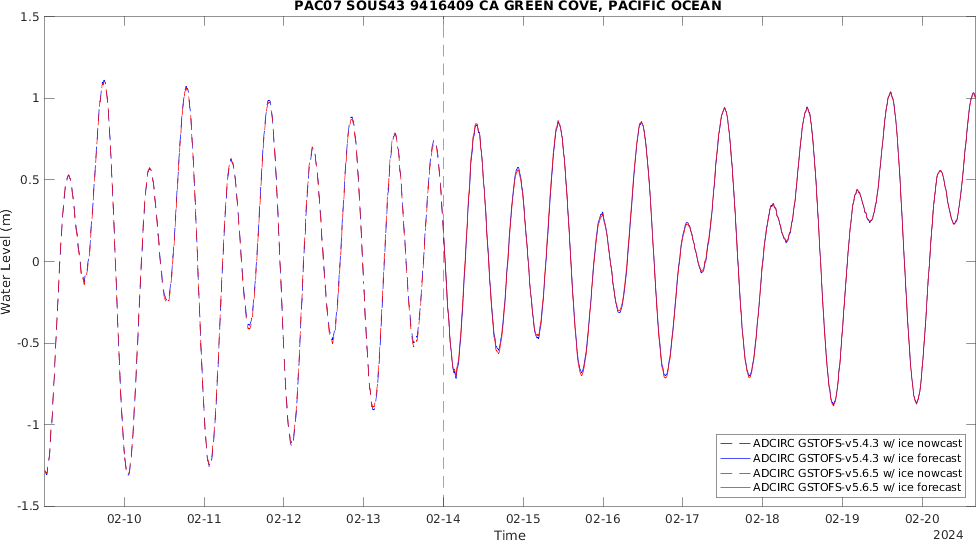 PAC07 SOUS43 9416409 CA GREEN COVE, PACIFIC OCEAN
1.5
1
0.5
0
-0.5
-1
-1.5
Water Level (m)
02-10 02-11 02-12 02-13 02-14 02-15 02-16 02-17 02-18 02-19 02-20
Time
2024
ADCIRC GSTOFS-v5.4.3 w/ ice nowcast
ADCIRC GSTOFS-v5.4.3 w/ ice forecast
ADCIRC GSTOFS-v5.6.5 w/ ice nowcast
ADCIRC GSTOFS-v5.6.5 w/ ice forecast